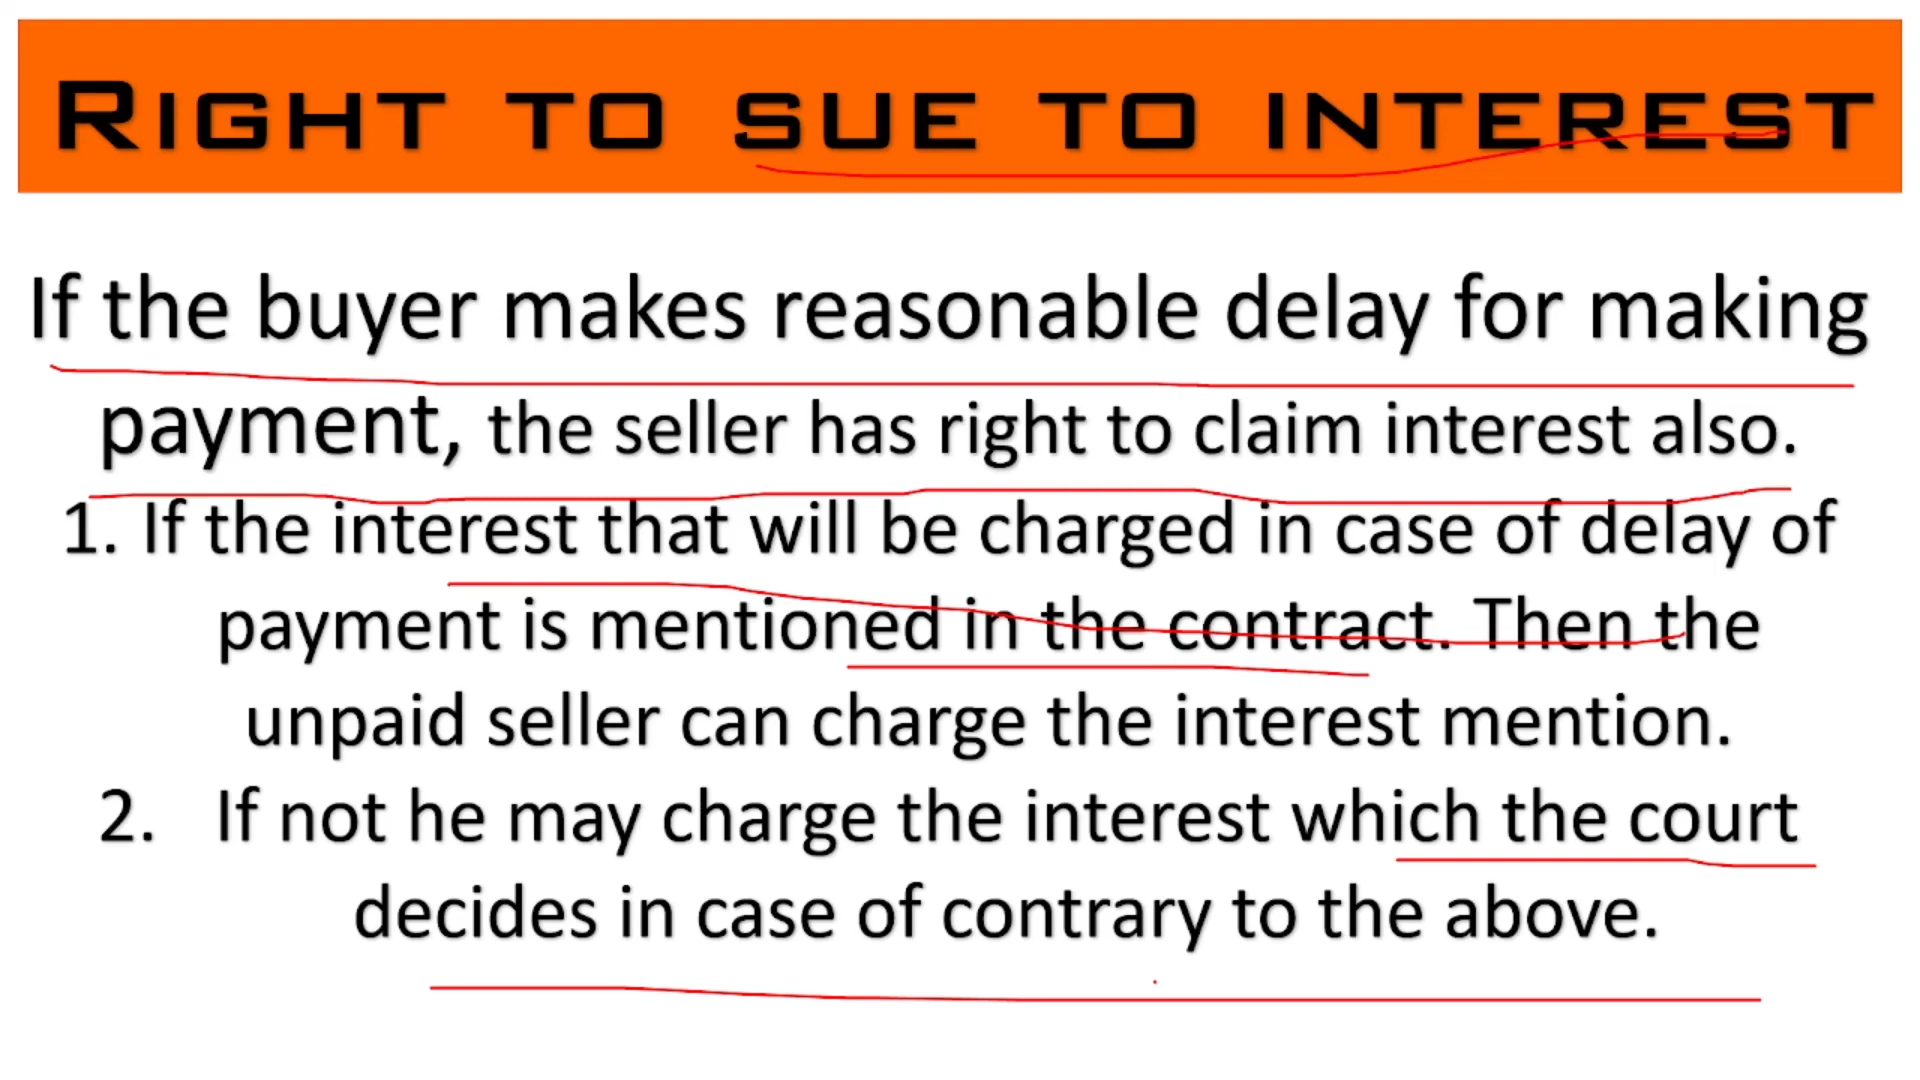 RIGHT TO SUE TO INTEREST
If the buyer makes reasonable delay for making
payment, the seller has right to claim interest also.
1. If the interest that will be charged in case of delay of
payment is mentioned in the contract. Then the
unpaid seller can charge the interest mention.
2. If not he may charge the interest which the court
decides in case of contrary to the above.